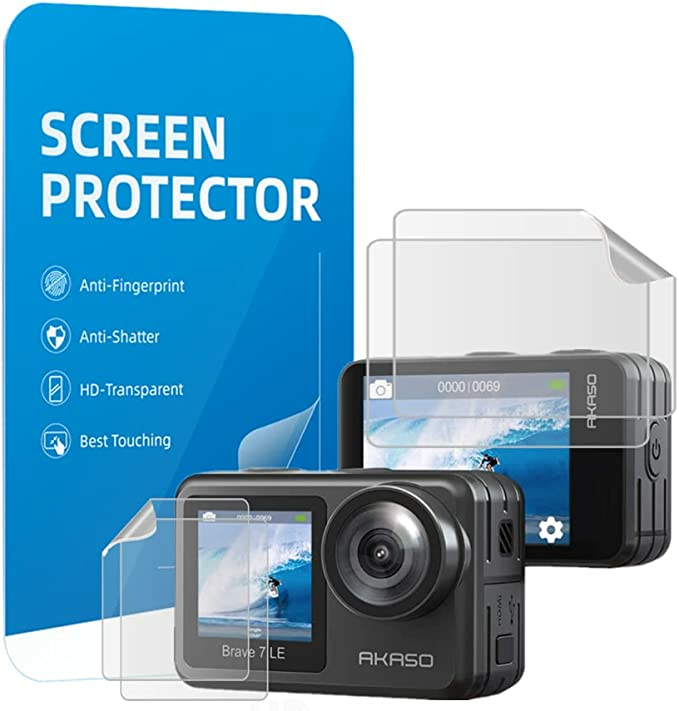 SCREEN
PROTECTOR
Anti-Fingerprint
Anti-Shatter
HD-Transparent
Best Touching
0000|0069
AKASO
Brave 7 LE
AKASO
HDMI